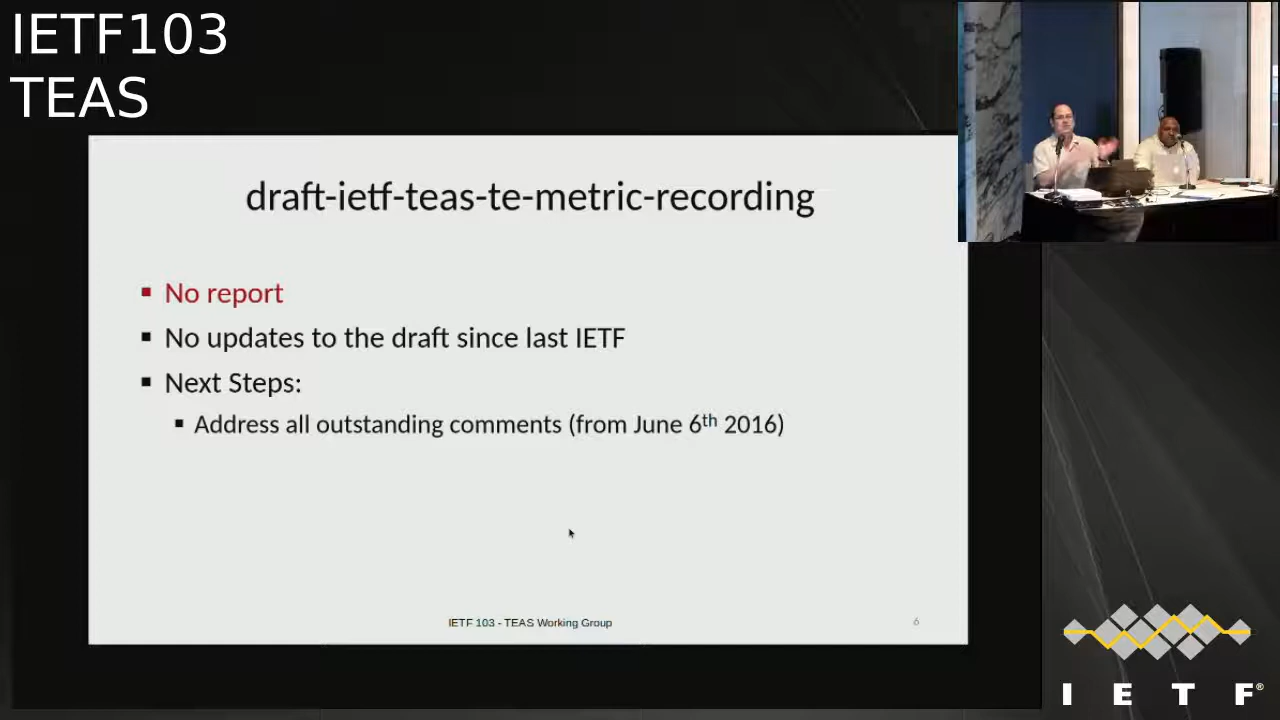 IETF103
TEAS
draft-ietf-teas-te-metric-recording
No report
No updates to the draft since last IETF
Next Steps:
Address all outstanding comments (from June 6th 2016)
IETF 103 - TEAS Working Group
6
I E T F®